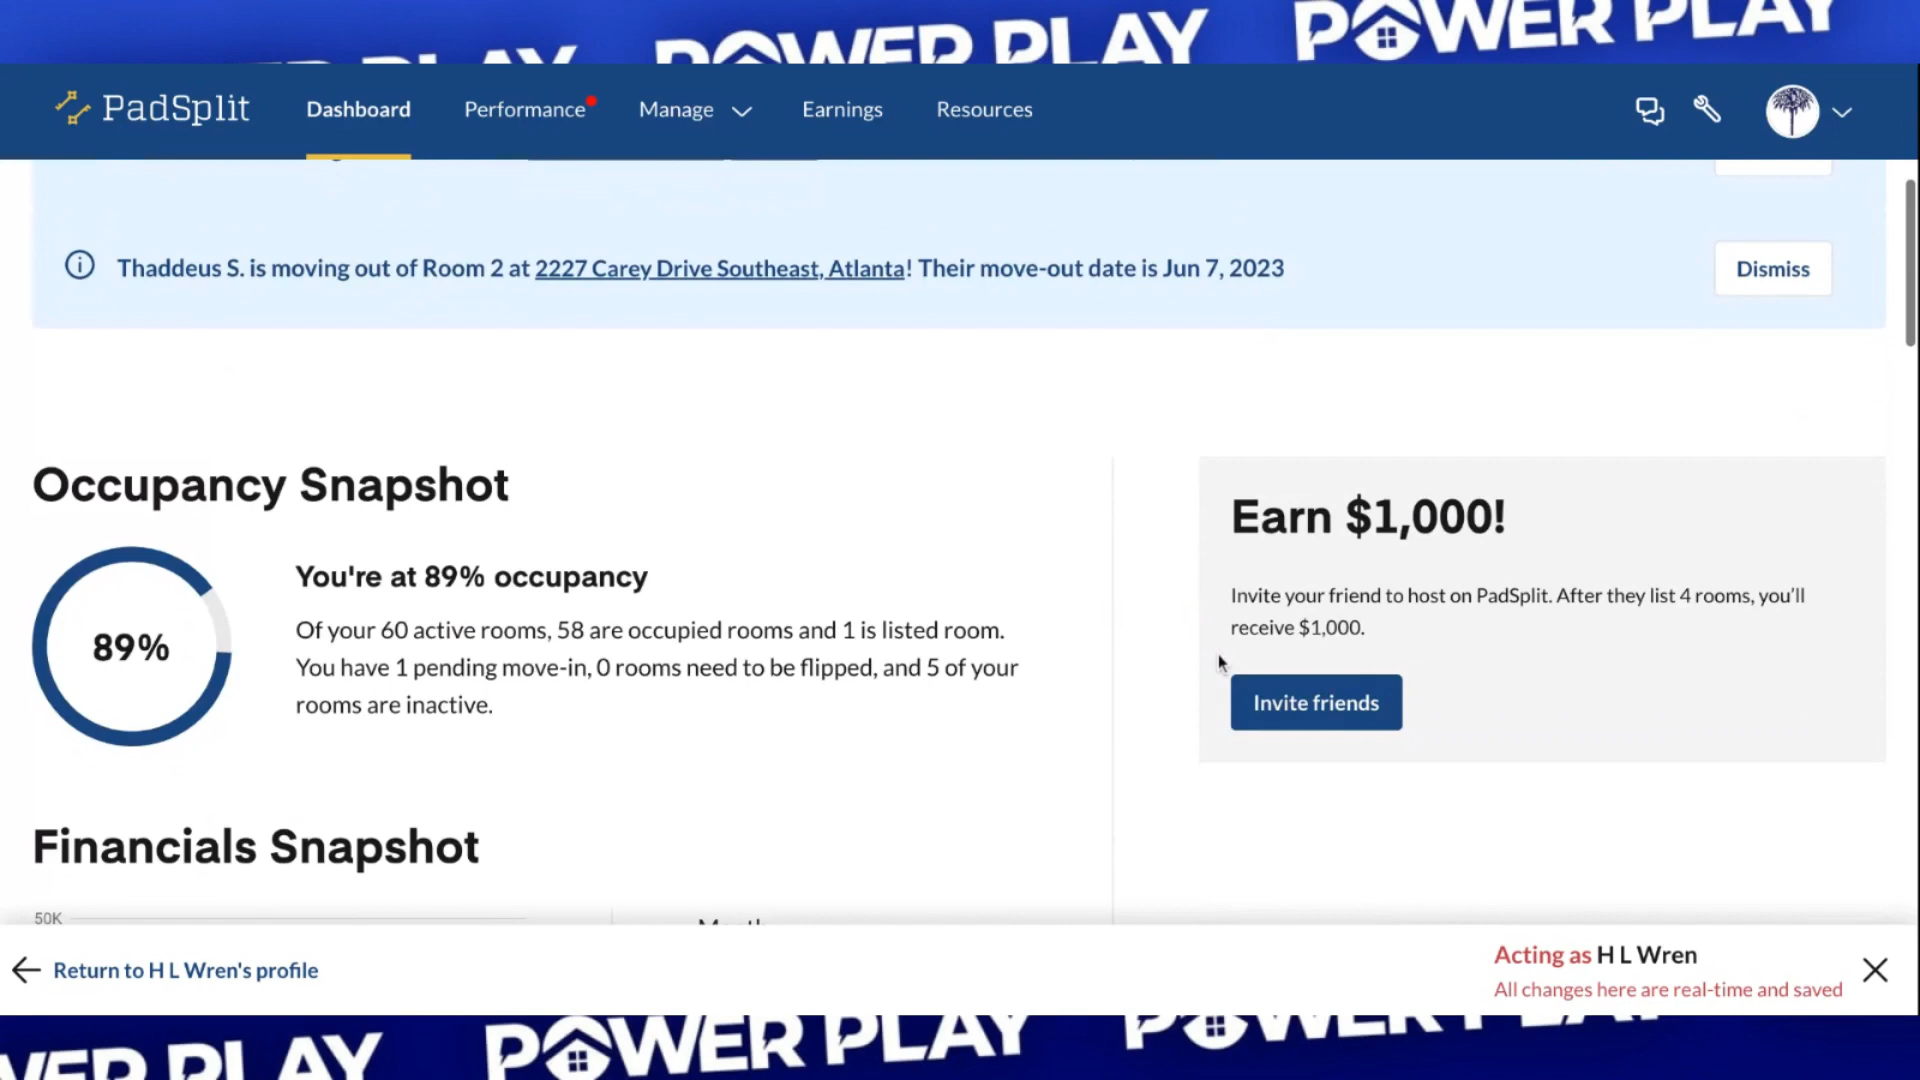 POWER PLAY
POWER PLAY
PadSplit
Dashboard
Performance
Manage
Earnings
Resources
Thaddeus S. is moving out of Room 2 at 2227 Carey Drive Southeast, Atlanta! Their move-out date is Jun 7, 2023
Dismiss
Occupancy Snapshot
89%
You're at 89% occupancy
Of your 60 active rooms, 58 are occupied rooms and 1 is listed room.
You have 1 pending move-in, 0 rooms need to be flipped, and 5 of your
rooms are inactive.
Earn $1,000!
Invite your friend to host on PadSplit. After they list 4 rooms, you'll
receive $1,000.
Invite friends
Financials Snapshot
50K
Return to H L Wren's profile
Acting as H L Wren
All changes here are real-time and saved
PLAY
POWER PLAY
POWER PLAY